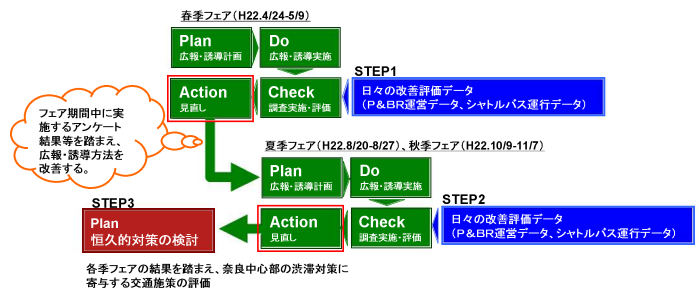 春季フェア（H22.4/24-5/9）
Plan
広報・誘導計画
Do
広報・誘導実施
Action
見直し
Check
調査実施・評価
STEP1
日々の改善評価データ
（P＆BR運営データ、シャトルバス運行データ）
フェア期間中に実
施するアンケート
結果等を踏まえ、
広報・誘導方法を
改善する。
夏季フェア（H22.8/20-8/27）、秋季フェア（H22.10/9-11/7）
Plan
広報・誘導計画
Do
広報・誘導実施
STEP3
Plan
恒久的対策の検討
Action
見直し
Check
調査実施・評価
STEP2
日々の改善評価データ
（P＆BR運営データ、シャトルバス運行データ）
各季フェアの結果を踏まえ、奈良中心部の渋滞対策に
寄与する交通施策の評価